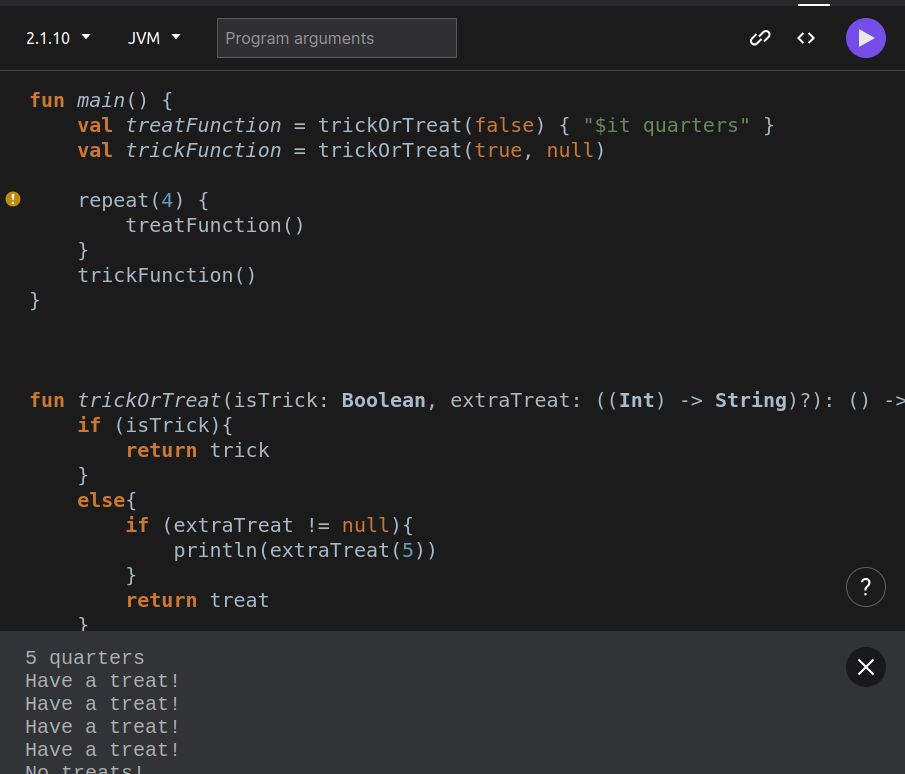 2.1.10 JVM Program arguments
fun main() {
    val treatFunction = trickOrTreat(false) { "$it quarters" }
    val trickFunction = trickOrTreat(true, null)
    repeat(4) {
        treatFunction()
    }
    trickFunction()
}
fun trickOrTreat(isTrick: Boolean, extraTreat: ((Int) -> String)?): () ->
    if (isTrick){
        return trick
    }
    else{
        if (extraTreat != null){
            println(extraTreat(5))
        }
        return treat
    }
?
5 quarters
Have a treat!
Have a treat!
Have a treat!
Have a treat!
No treats!